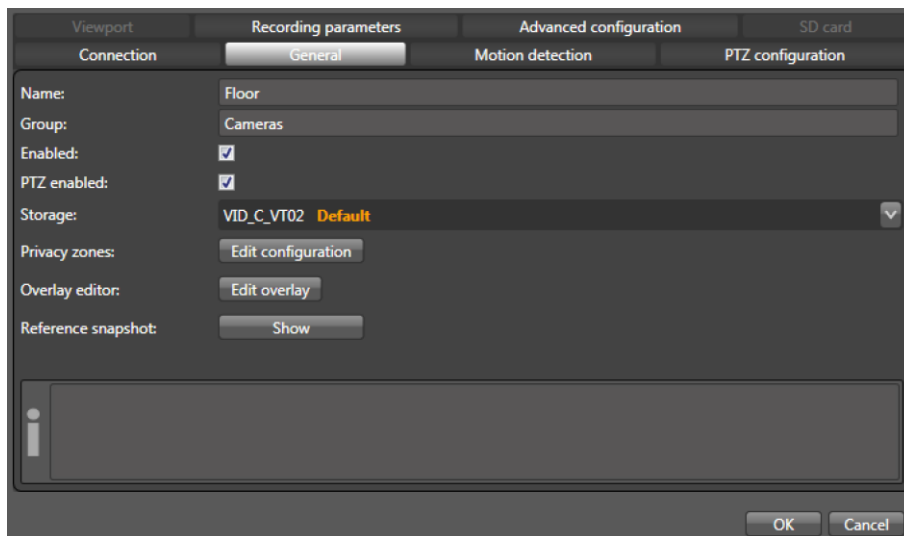 Viewport Recording parameters Advanced configuration SD card
Connection General Motion detection PTZ configuration
Name: Floor
Group: Cameras
Enabled:
PTZ enabled:
Storage: VID_C_VT02 Default
Privacy zones: Edit configuration
Overlay editor: Edit overlay
Reference snapshot: Show
OK Cancel